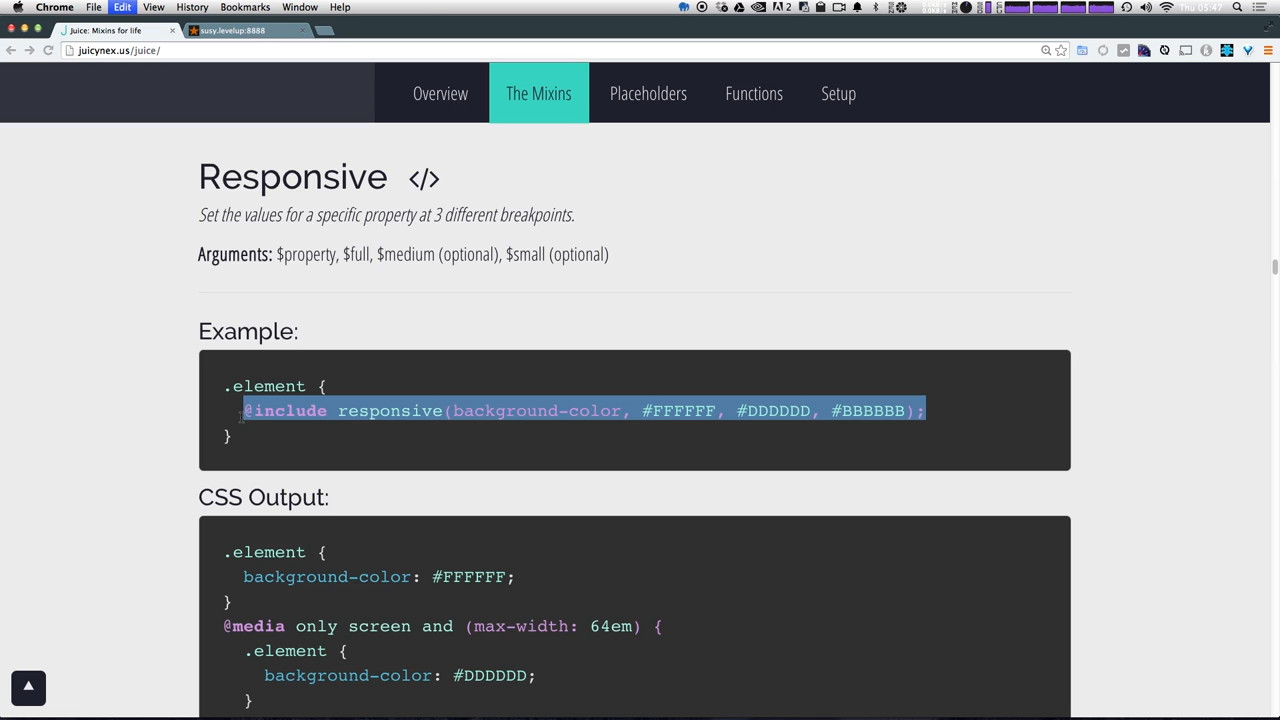 Chrome File Edit View History Bookmarks Window Help Thu 03:47
Juice: Mixins for life susy.levelup:8888
juicynex.us/juice/
Overview The Mixins Placeholders Functions Setup
Responsive </>
Set the values for a specific property at 3 different breakpoints.
Arguments: $property, $full, $medium (optional), $small (optional)
Example:
.element {
@include responsive(background-color, #FFFFFF, #DDDDDD, #BBBBBB);
}
CSS Output:
.element {
background-color: #FFFFFF;
}
@media only screen and (max-width: 64em) {
.element {
background-color: #DDDDDD;
}